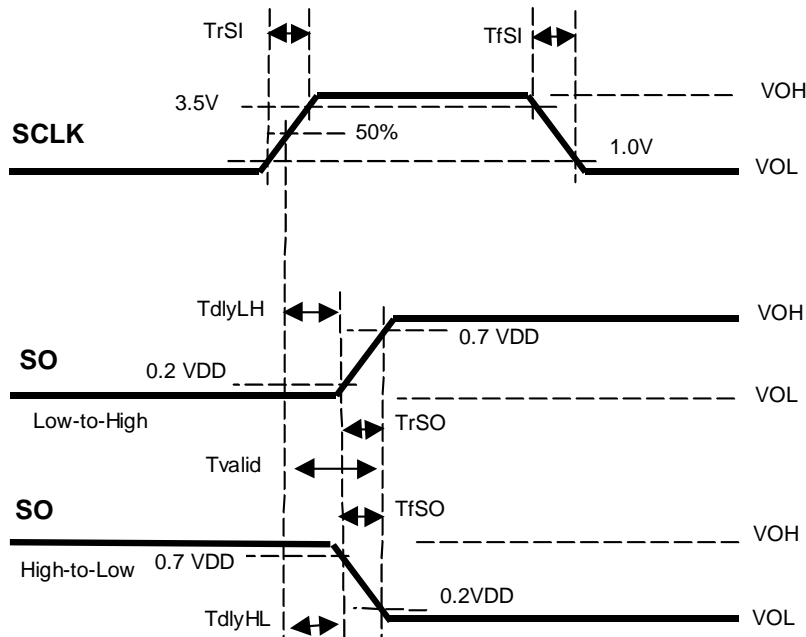 TrSI
TfSI
3.5V
VOH
SCLK
50%
1.0V
VOL
TdlyLH
VOH
0.7 VDD
SO
0.2 VDD
VOL
Low-to-High
TrSO
Tvalid
SO
TfSO
VOH
0.7 VDD
High-to-Low
0.2VDD
TdlyHL
VOL